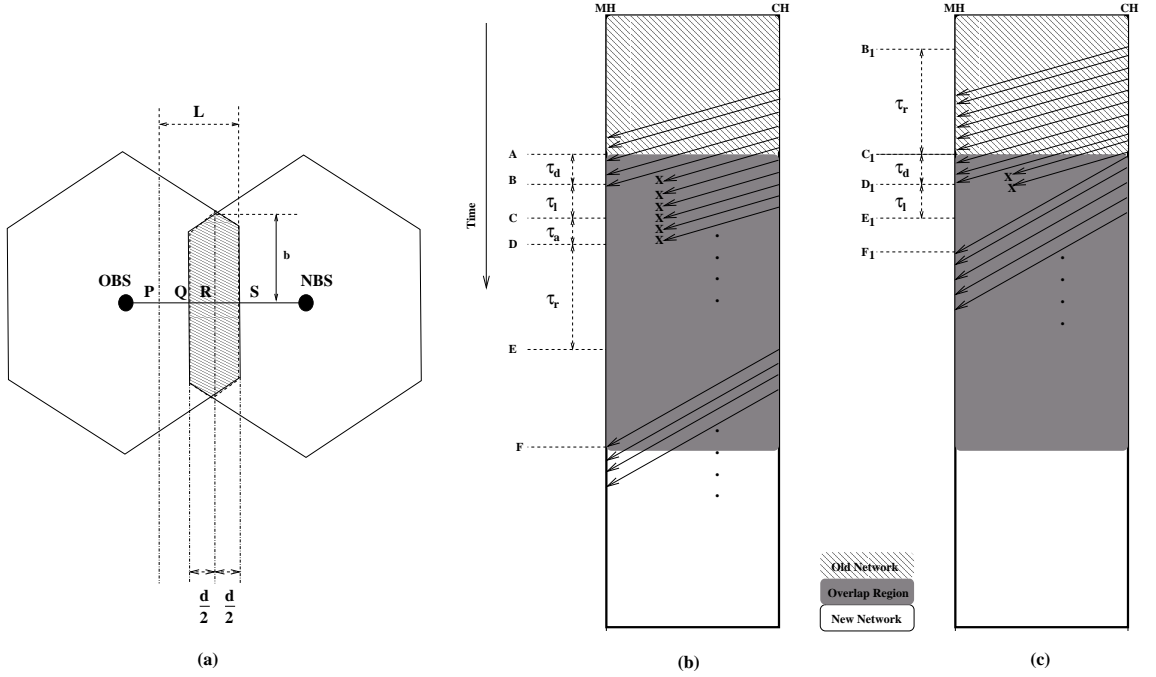 L
b
OBS
NBS
P
Q
R
S
d
2
d
2
(a)
Time
MH
CH
A
τd
B
τl
C
τa
D
τr
E
F
X
X
X
X
X
X
(b)
Old Network
Overlap Region
New Network
MH
CH
B1
τr
C1
τd
D1
τl
E1
F1
X
X
(c)